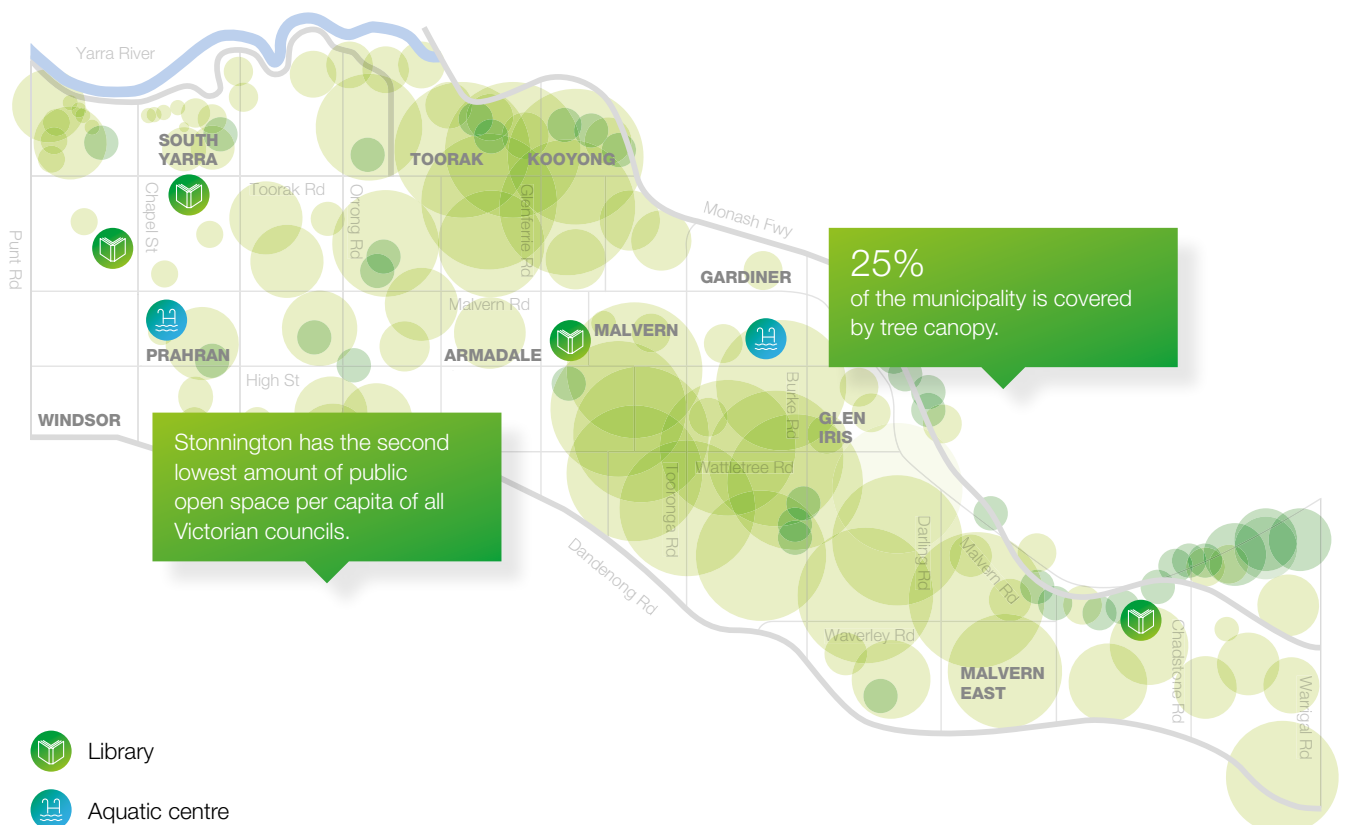 Yarra River
SOUTH
YARRA
TOORAK
KOOYONG
Toorak Rd
Chapel St
Orrong Rd
Glenferrie Rd
Monash Fwy
Punt Rd
GARDINER
25%
of the municipality is covered
by tree canopy.
Malvern Rd
MALVERN
PRAHRAN
ARMADALE
High St
Burke Rd
WINDSOR
GLEN
IRIS
Stonnington has the second
lowest amount of public
open space per capita of all
Victorian councils.
Wattletree Rd
Tooronga Rd
Dandenong Rd
Darling Rd
Malvern Rd
Waverley Rd
MALVERN
EAST
Chadstone Rd
Warrigal Rd
Library
Aquatic centre